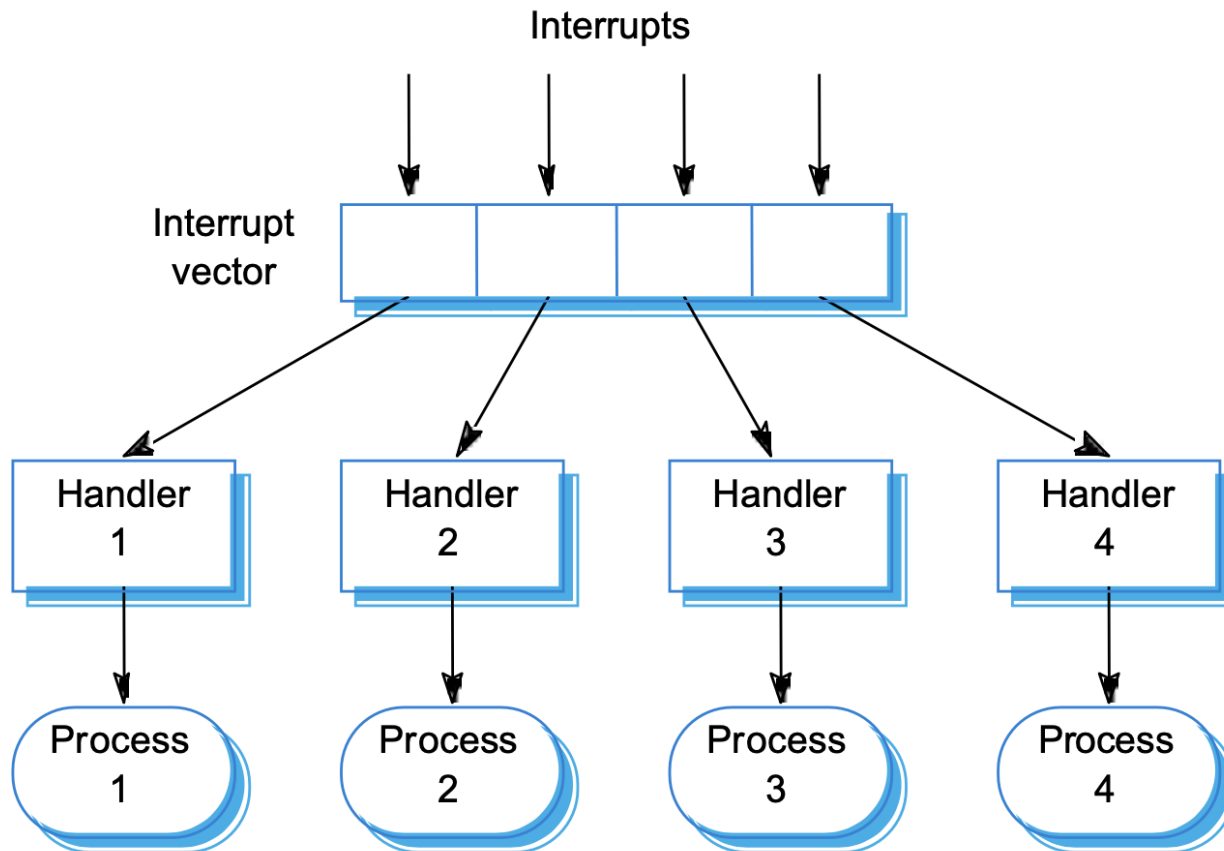 Interrupts
Interrupt
vector
Handler
1
Handler
2
Handler
3
Handler
4
Process
1
Process
2
Process
3
Process
4